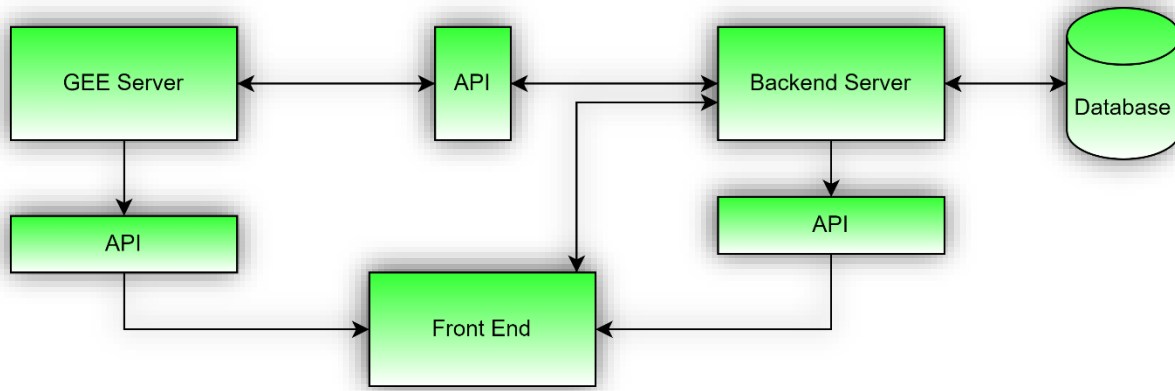 GEE Server
API
Backend Server
Database
API
API
Front End